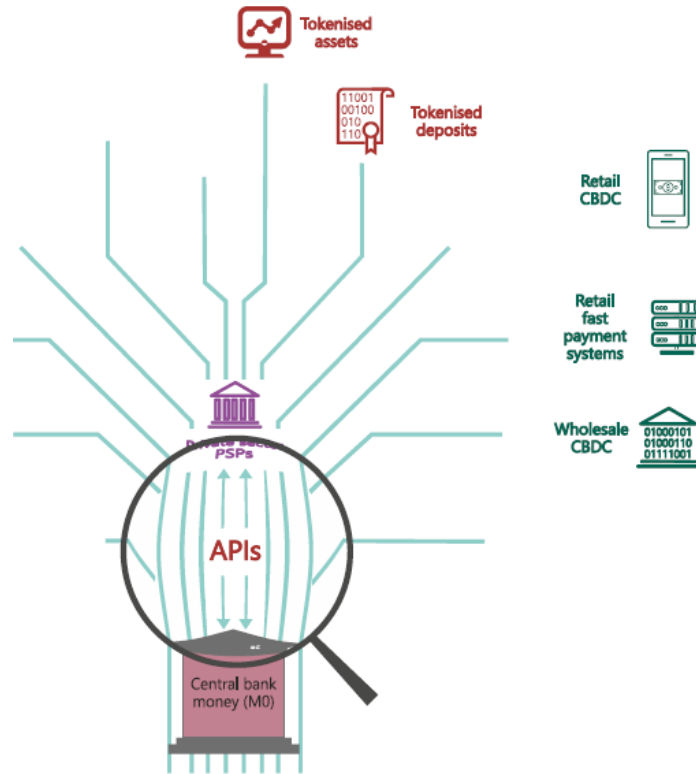 Tokenised
assets
11001
00100
010
110
Tokenised
deposits
Retail
CBDC
Retail
fast
payment
systems
Wholesale
CBDC
01000101
01000110
01111001
PSPs
APIs
Central bank
money (M0)